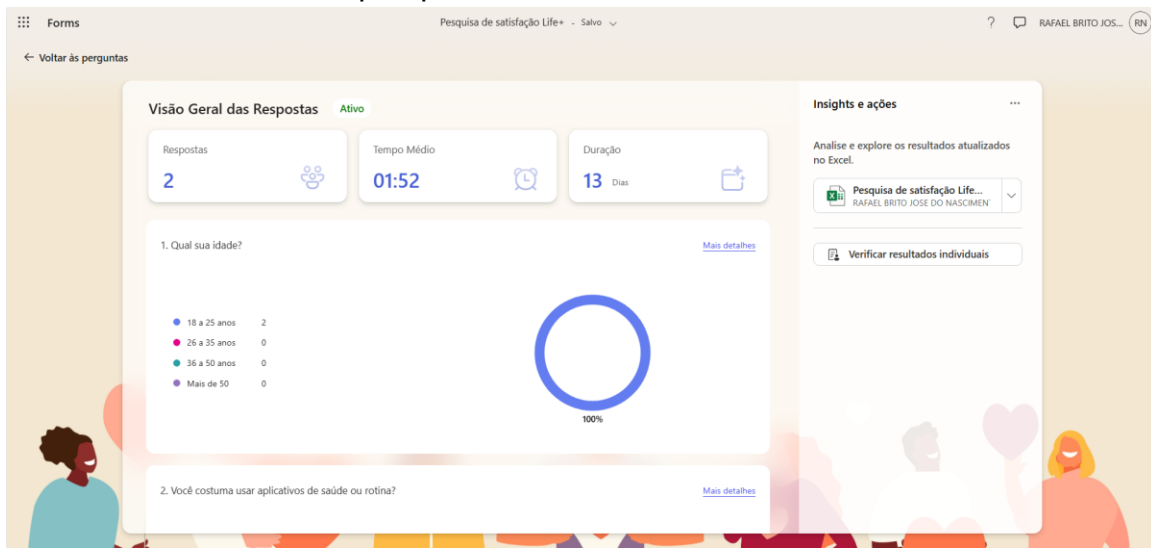 Forms
Pesquisa de satisfação Life+ - Salvo
?
RAFAEL BRITO JOS...
RN
← Voltar às perguntas
Visão Geral das Respostas Ativo
Respostas
2
Tempo Médio
01:52
Duração
13 Dias
1. Qual sua idade?
Mais detalhes
18 a 25 anos 2
26 a 35 anos 0
36 a 50 anos 0
Mais de 50 0
100%
2. Você costuma usar aplicativos de saúde ou rotina?
Mais detalhes
Insights e ações
...
Analise e explore os resultados atualizados
no Excel.
Pesquisa de satisfação Life...
RAFAEL BRITO JOSE DO NASCIMEN
Verificar resultados individuais